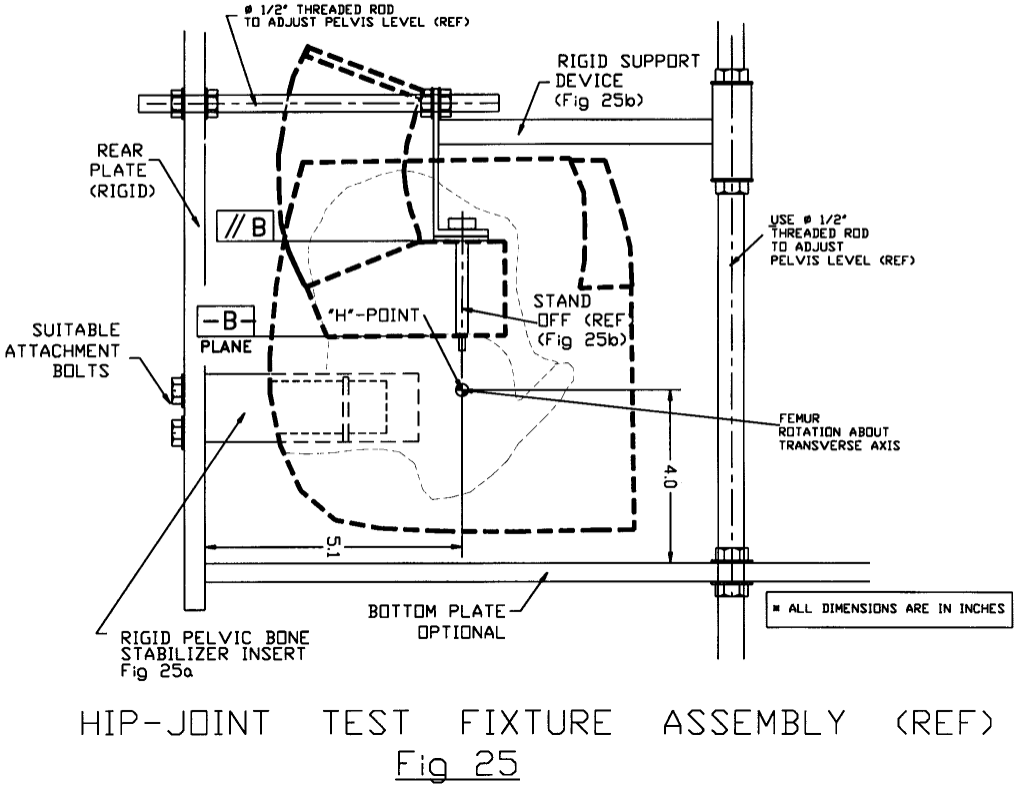 ø 1/2" THREADED ROD
TO ADJUST PELVIS LEVEL (REF)
RIGID SUPPORT
DEVICE
(Fig 25b)
REAR
PLATE
(RIGID)
// B
USE ø 1/2"
THREADED ROD
TO ADJUST
PELVIS LEVEL (REF)
-B-
PLANE
"H"-POINT
STAND
OFF (REF)
(Fig 25b)
SUITABLE
ATTACHMENT
BOLTS
FEMUR
ROTATION ABOUT
TRANSVERSE AXIS
4.0
5.1
BOTTOM PLATE
OPTIONAL
* ALL DIMENSIONS ARE IN INCHES
RIGID PELVIC BONE
STABILIZER INSERT
Fig 25a
HIP-JOINT TEST FIXTURE ASSEMBLY (REF)
Fig 25